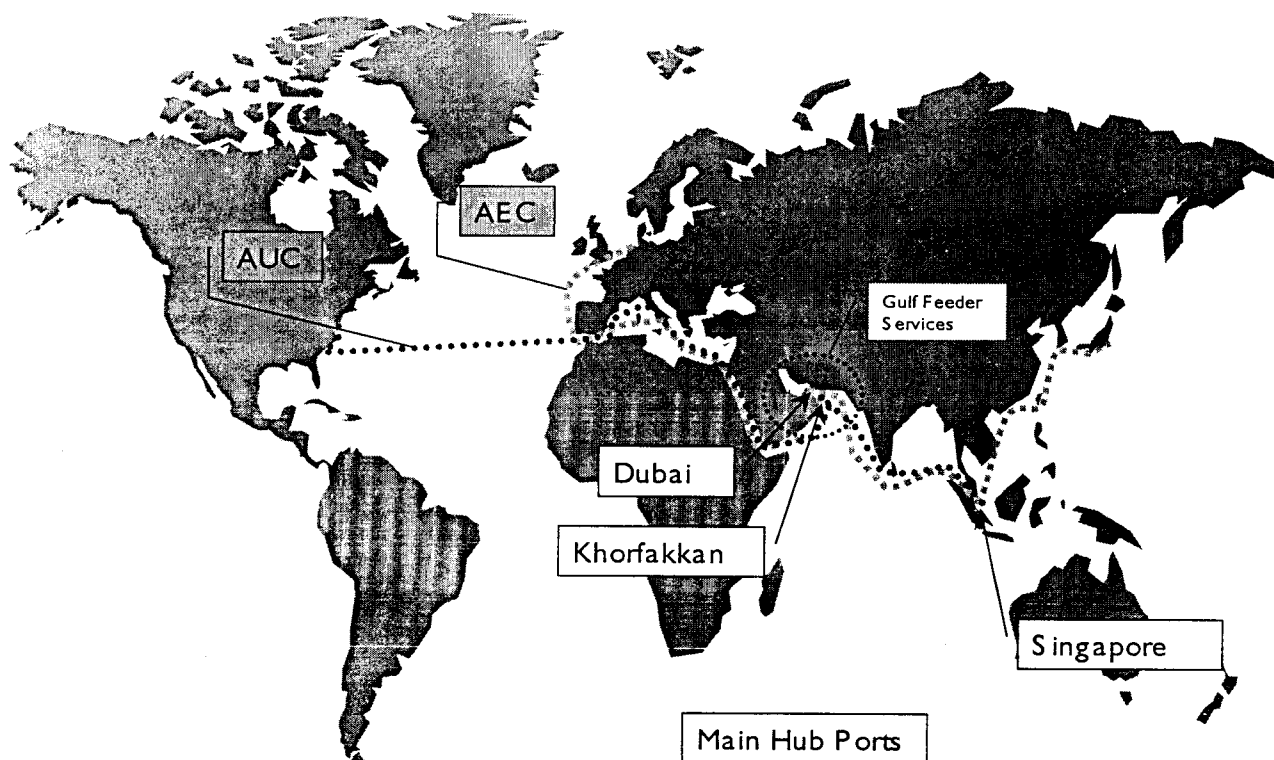 AEC
AUC
Gulf Feeder
Services
Dubai
Khorfakkan
Singapore
Main Hub Ports